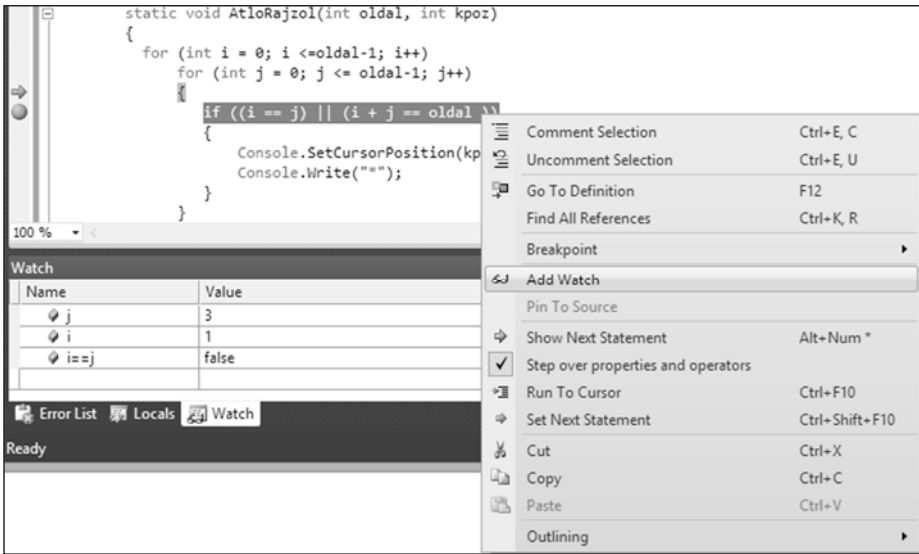 static void AtloRajzol(int oldal, int kpoz)
{
for (int i = 0; i <=oldal-1; i++)
for (int j = 0; j <= oldal-1; j++)
{
if ((i == j) || (i + j == oldal ))
{
Console.SetCursorPosition(kp
Console.Write("*");
}
}
100 %
Watch
Name Value
j 3
i 1
i==j false
Error List Locals Watch
Ready
Comment Selection Ctrl+E, C
Uncomment Selection Ctrl+E, U
Go To Definition F12
Find All References Ctrl+K, R
Breakpoint
Add Watch
Pin To Source
Show Next Statement Alt+Num *
Step over properties and operators
Run To Cursor Ctrl+F10
Set Next Statement Ctrl+Shift+F10
Cut Ctrl+X
Copy Ctrl+C
Paste Ctrl+V
Outlining